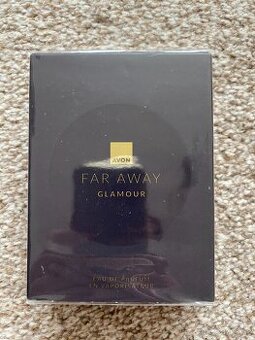 AVON
FAR AWAY
GLAMOUR
EAU DE PARFUM
EN VAPORISATEUR